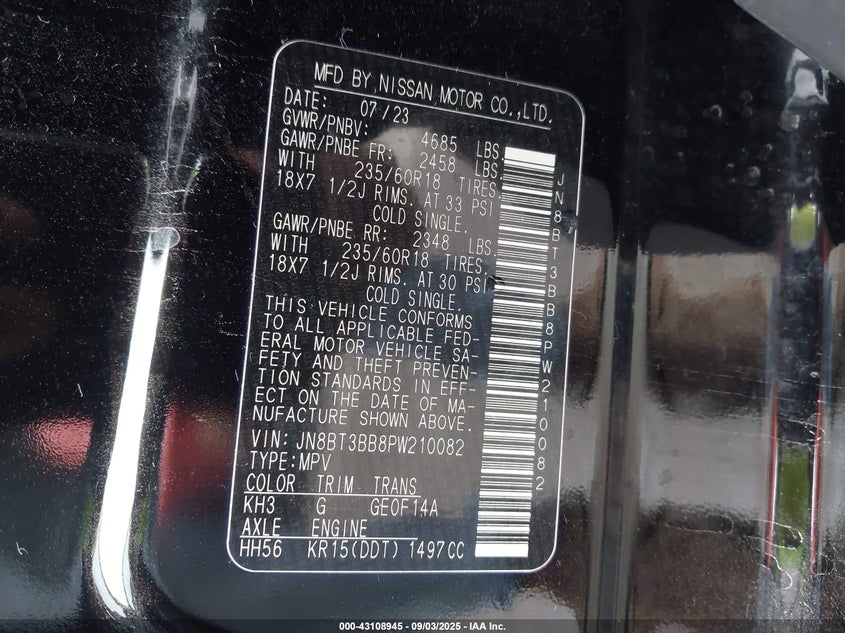 MFD BY NISSAN MOTOR CO.,LTD.
DATE: 07/23
GVWR/PNBV: 4685 LBS.
GAWR/PNBE FR: 2458 LBS.
WITH 235/60R18 TIRES.
18X7 1/2J RIMS. AT 33 PSI
COLD SINGLE.
GAWR/PNBE RR: 2348 LBS.
WITH 235/60R18 TIRES.
18X7 1/2J RIMS. AT 30 PSI
COLD SINGLE.
THIS VEHICLE CONFORMS
TO ALL APPLICABLE FED-
ERAL MOTOR VEHICLE SA-
FETY AND THEFT PREVEN-
TION STANDARDS IN EFF-
ECT ON THE DATE OF MA-
NUFACTURE SHOWN ABOVE.
VIN: JN8BT3BB8PW210082
TYPE:MPV
COLOR TRIM TRANS
KH3 G GE0F14A
AXLE ENGINE
HH56 KR15(DDT) 1497CC
JN8BT3BB8PW210082
000-43108945 - 09/03/2025 - IAA Inc.